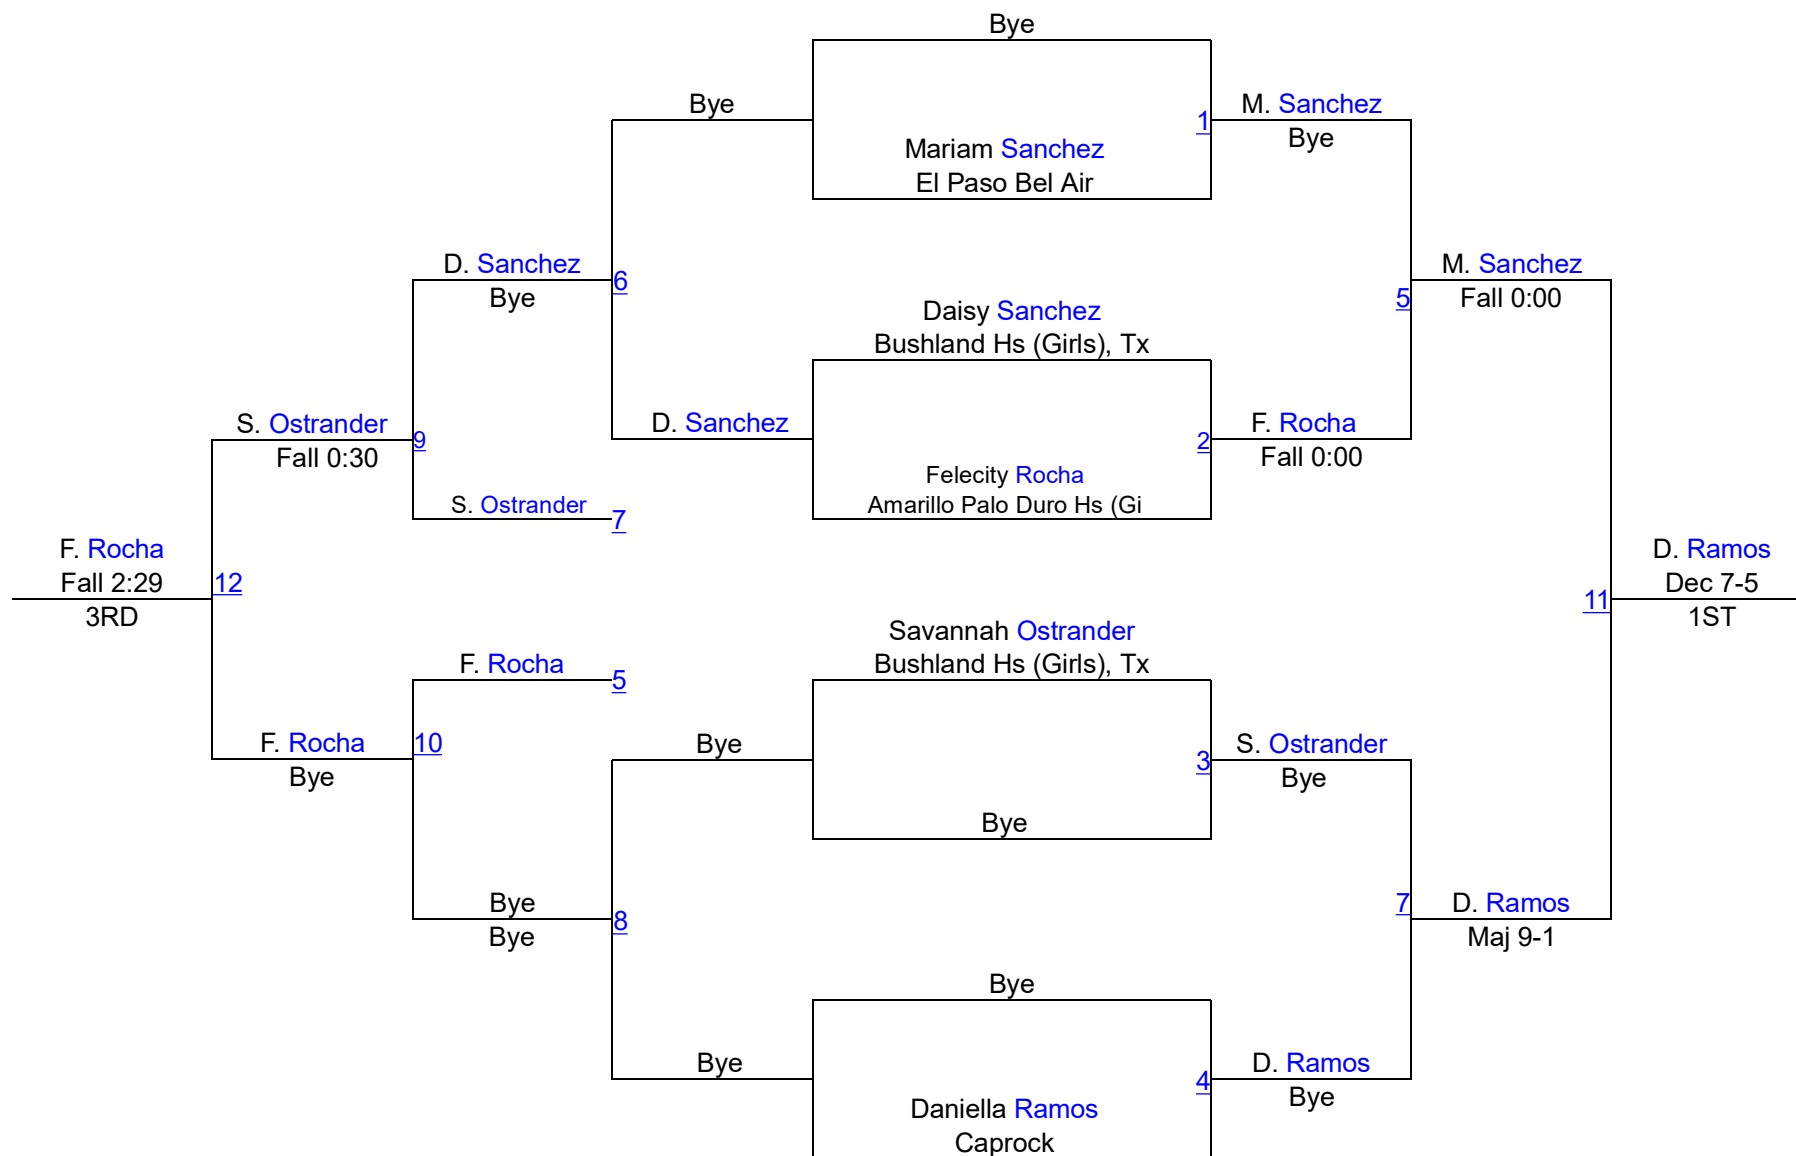 Bye
Bye
M. Sanchez
1
Bye
Mariam Sanchez
El Paso Bel Air
D. Sanchez
6
Bye
M. Sanchez
5
Fall 0:00
Daisy Sanchez
Bushland Hs (Girls), Tx
S. Ostrander
9
Fall 0:30
D. Sanchez
2
F. Rocha
Fall 0:00
Felecity Rocha
Amarillo Palo Duro Hs (Gi
S. Ostrander
7
F. Rocha
Fall 2:29
3RD
12
D. Ramos
Dec 7-5
1ST
11
Savannah Ostrander
Bushland Hs (Girls), Tx
F. Rocha
5
F. Rocha
Bye
10
Bye
3
S. Ostrander
Bye
Bye
Bye
Bye
8
7
D. Ramos
Maj 9-1
Bye
Bye
4
D. Ramos
Bye
Daniella Ramos
Caprock